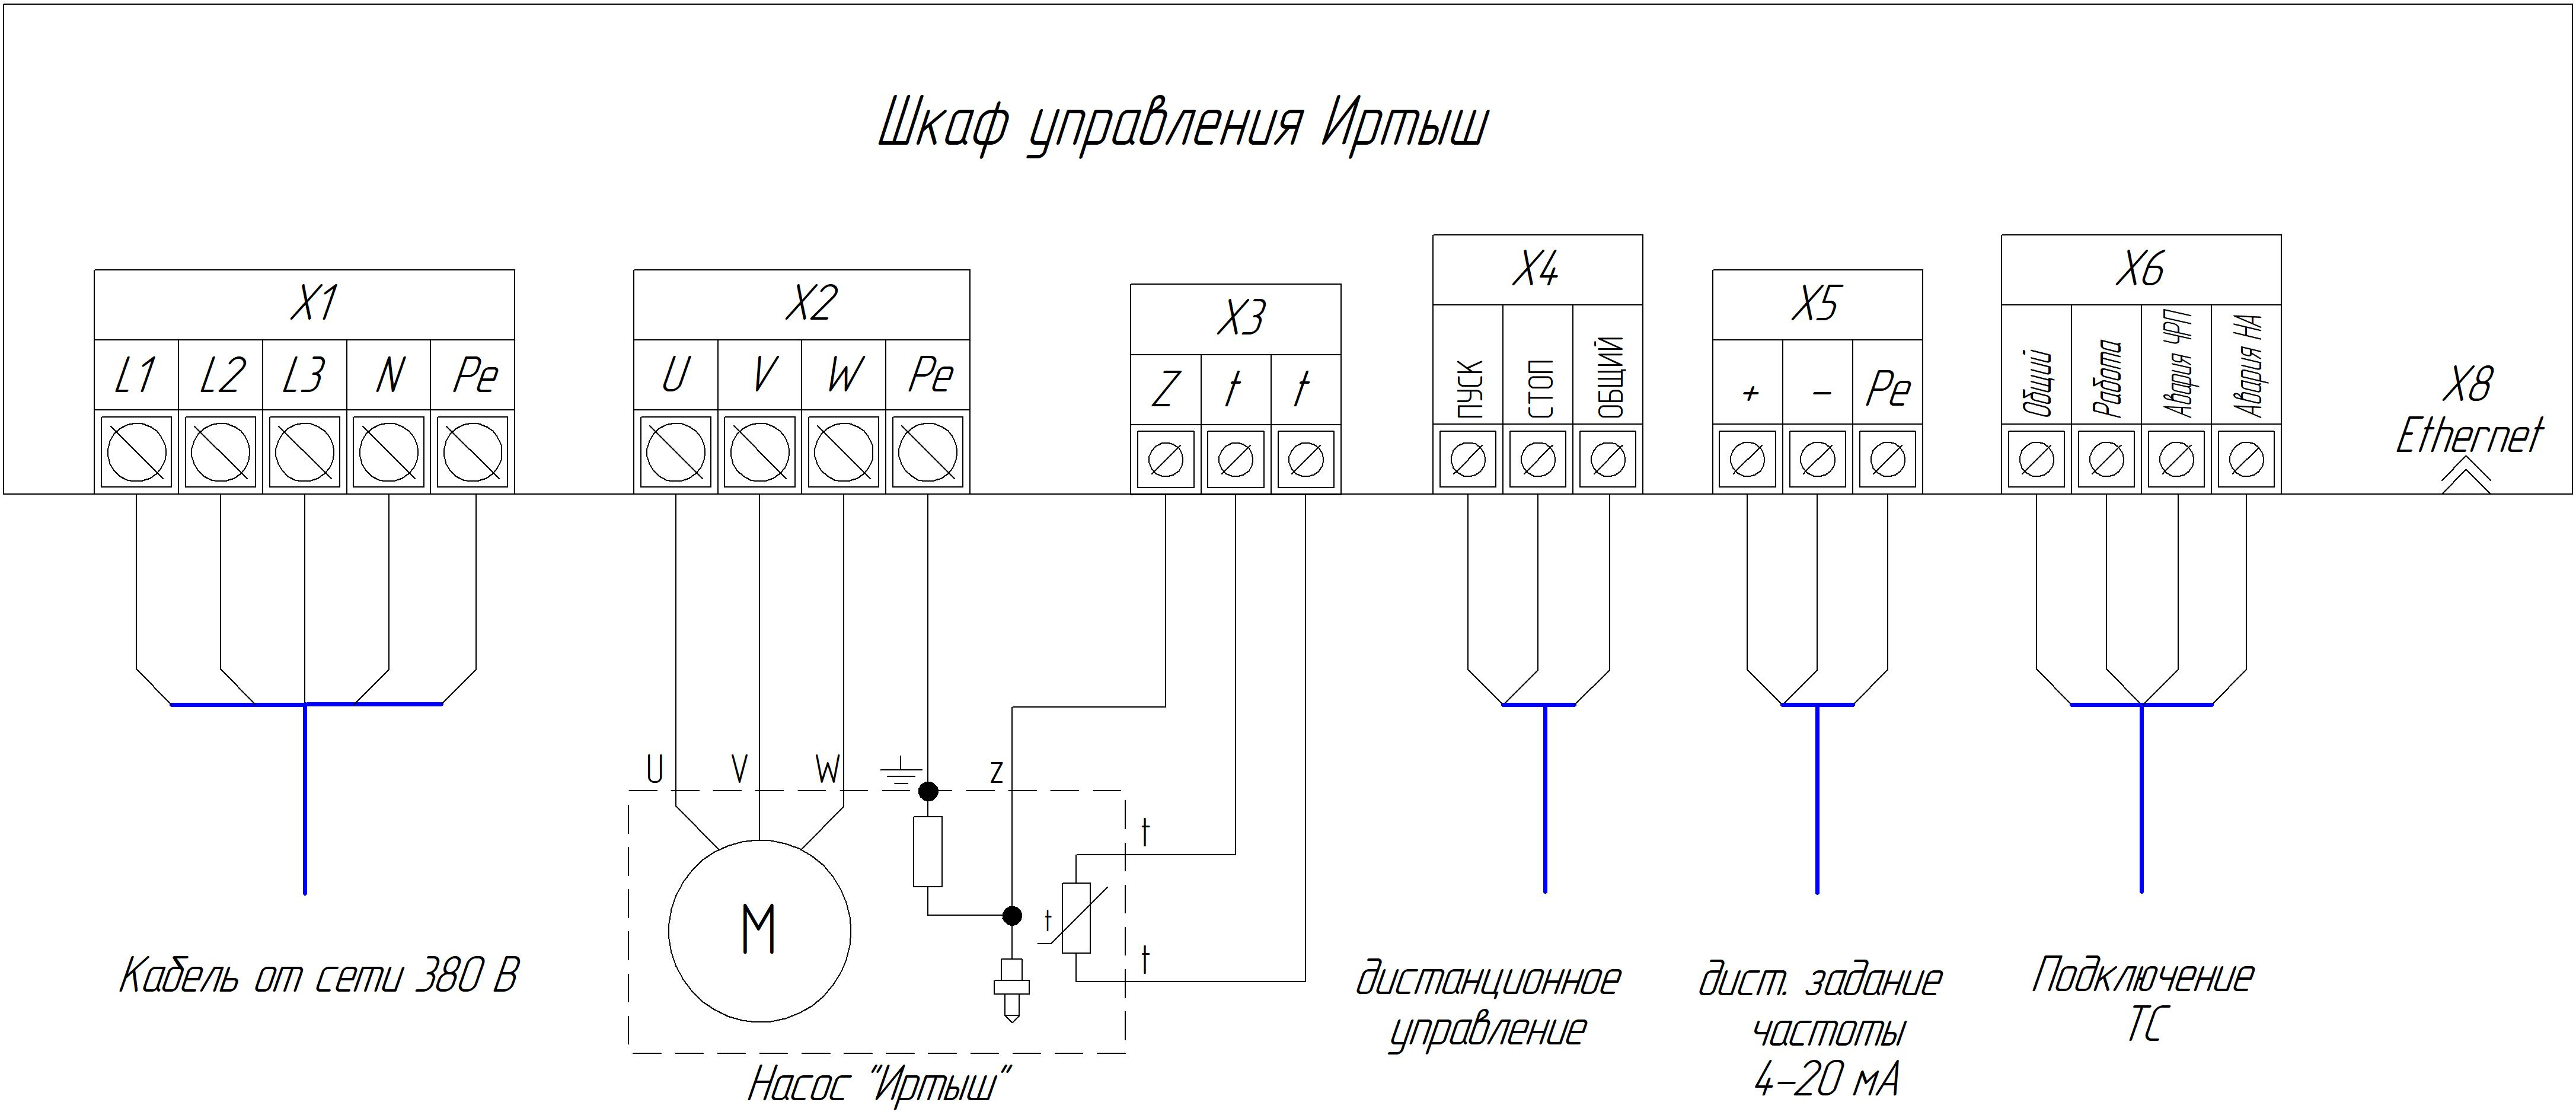 Шкаф управления Иртыш
X1
L1 L2 L3 N Pe
X2
U V W Pe
X3
Z t t
X4
ПУСК СТОП ОБЩИЙ
X5
+ - Pe
X6
Общий Работа Авария ЧРП Авария НА
X8
Ethernet
U V W z
t
t
t
M
Кабель от сети 380 В
Насос "Иртыш"
дистанционное
управление
дист. задание
частоты
4-20 мА
Подключение
ТС